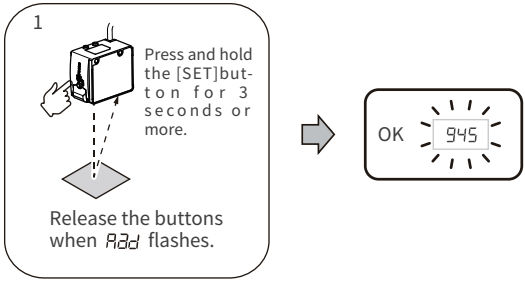 1
Press and hold
the [SET]but-
ton for 3
seconds or
more.
Release the buttons
when A3d flashes.
OK 945